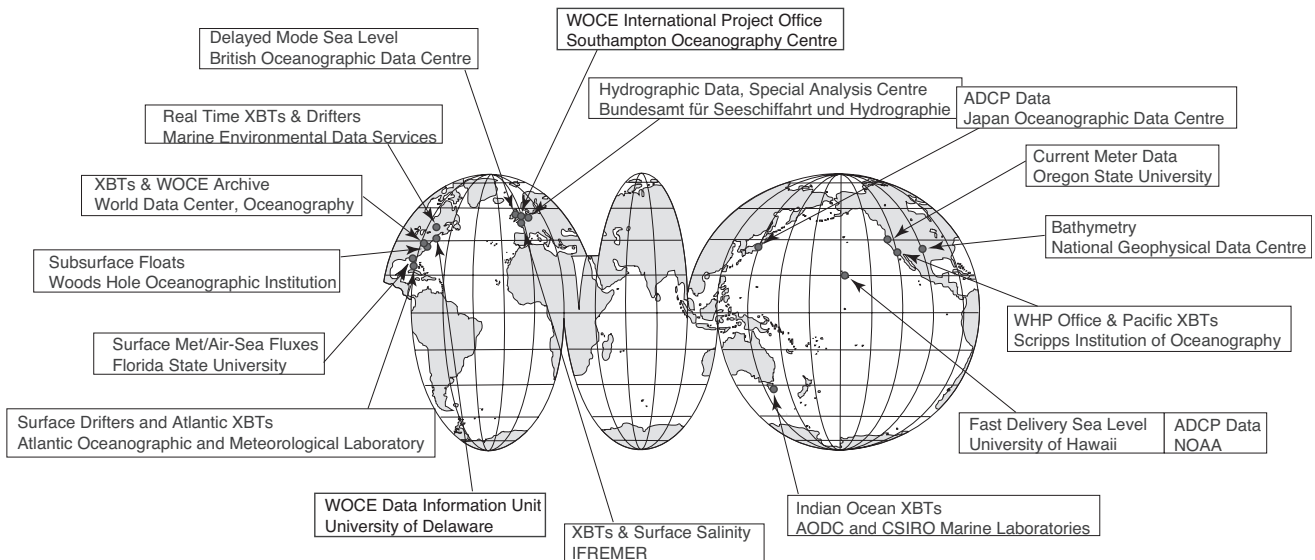 WOCE International Project Office
Southampton Oceanography Centre
Delayed Mode Sea Level
British Oceanographic Data Centre
Hydrographic Data, Special Analysis Centre
Bundesamt für Seeschiffahrt und Hydrographie
ADCP Data
Japan Oceanographic Data Centre
Real Time XBTs & Drifters
Marine Environmental Data Services
Current Meter Data
Oregon State University
XBTs & WOCE Archive
World Data Center, Oceanography
Bathymetry
National Geophysical Data Centre
Subsurface Floats
Woods Hole Oceanographic Institution
WHP Office & Pacific XBTs
Scripps Institution of Oceanography
Surface Met/Air-Sea Fluxes
Florida State University
Surface Drifters and Atlantic XBTs
Atlantic Oceanographic and Meteorological Laboratory
Fast Delivery Sea Level
University of Hawaii
ADCP Data
NOAA
WOCE Data Information Unit
University of Delaware
Indian Ocean XBTs
AODC and CSIRO Marine Laboratories
XBTs & Surface Salinity
IFREMER